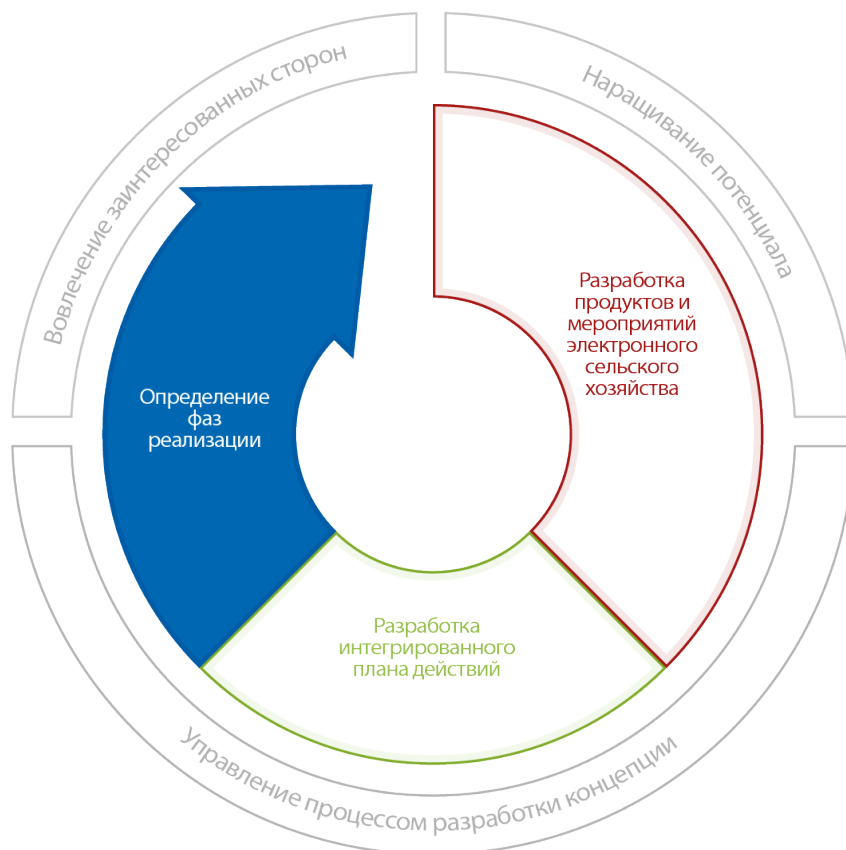 Вовлечение заинтересованных сторон
Наращивание потенциала
Разработка
продуктов и
мероприятий
электронного
сельского
хозяйства
Определение
фаз
реализации
Разработка
интегрированного
плана действий
Управление процессом разработки концепции